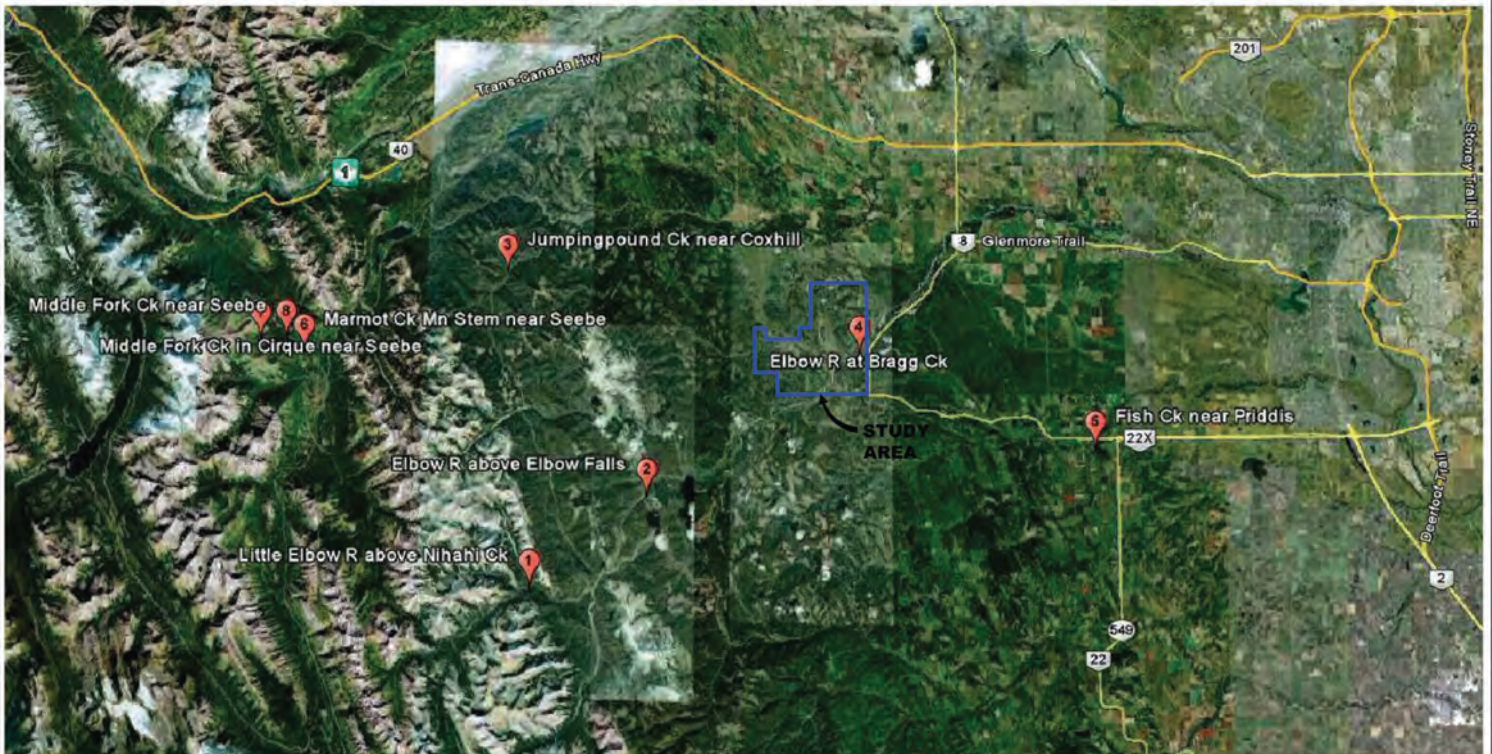 201
Trans-Canada Hwy
Stoney Trail NE
40
1
3
Jumpingpound Ck near Coxhill
8
Glenmore Trail
Middle Fork Ck near Seebe
8
6
Marmot Ck Mn Stem near Seebe
Middle Fork Ck in Cirque near Seebe
4
Elbow R at Bragg Ck
5
Fish Ck near Priddis
22X
STUDY
AREA
Elbow R above Elbow Falls
2
Deerfoot Trail
Little Elbow R above Nihahi Ck
1
2
549
22